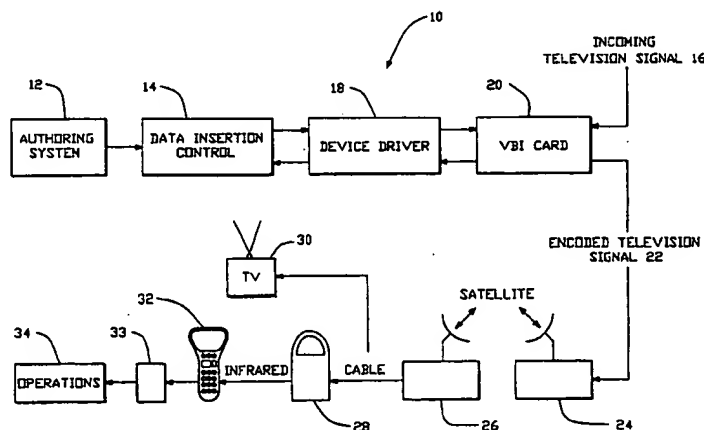 10
INCOMING
TELEVISION SIGNAL 16
12
14
18
20
AUTHORING
SYSTEM
DATA INSERTION
CONTROL
DEVICE DRIVER
VBI CARD
30
TV
ENCODED TELEVISION
SIGNAL 22
SATELLITE
32
34
33
OPERATIONS
INFRARED
CABLE
28
26
24